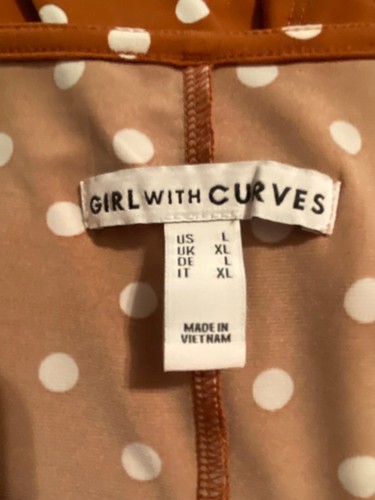 GIRL WITH CURVES
US L
UK XL
DE L
IT XL
MADE IN
VIETNAM